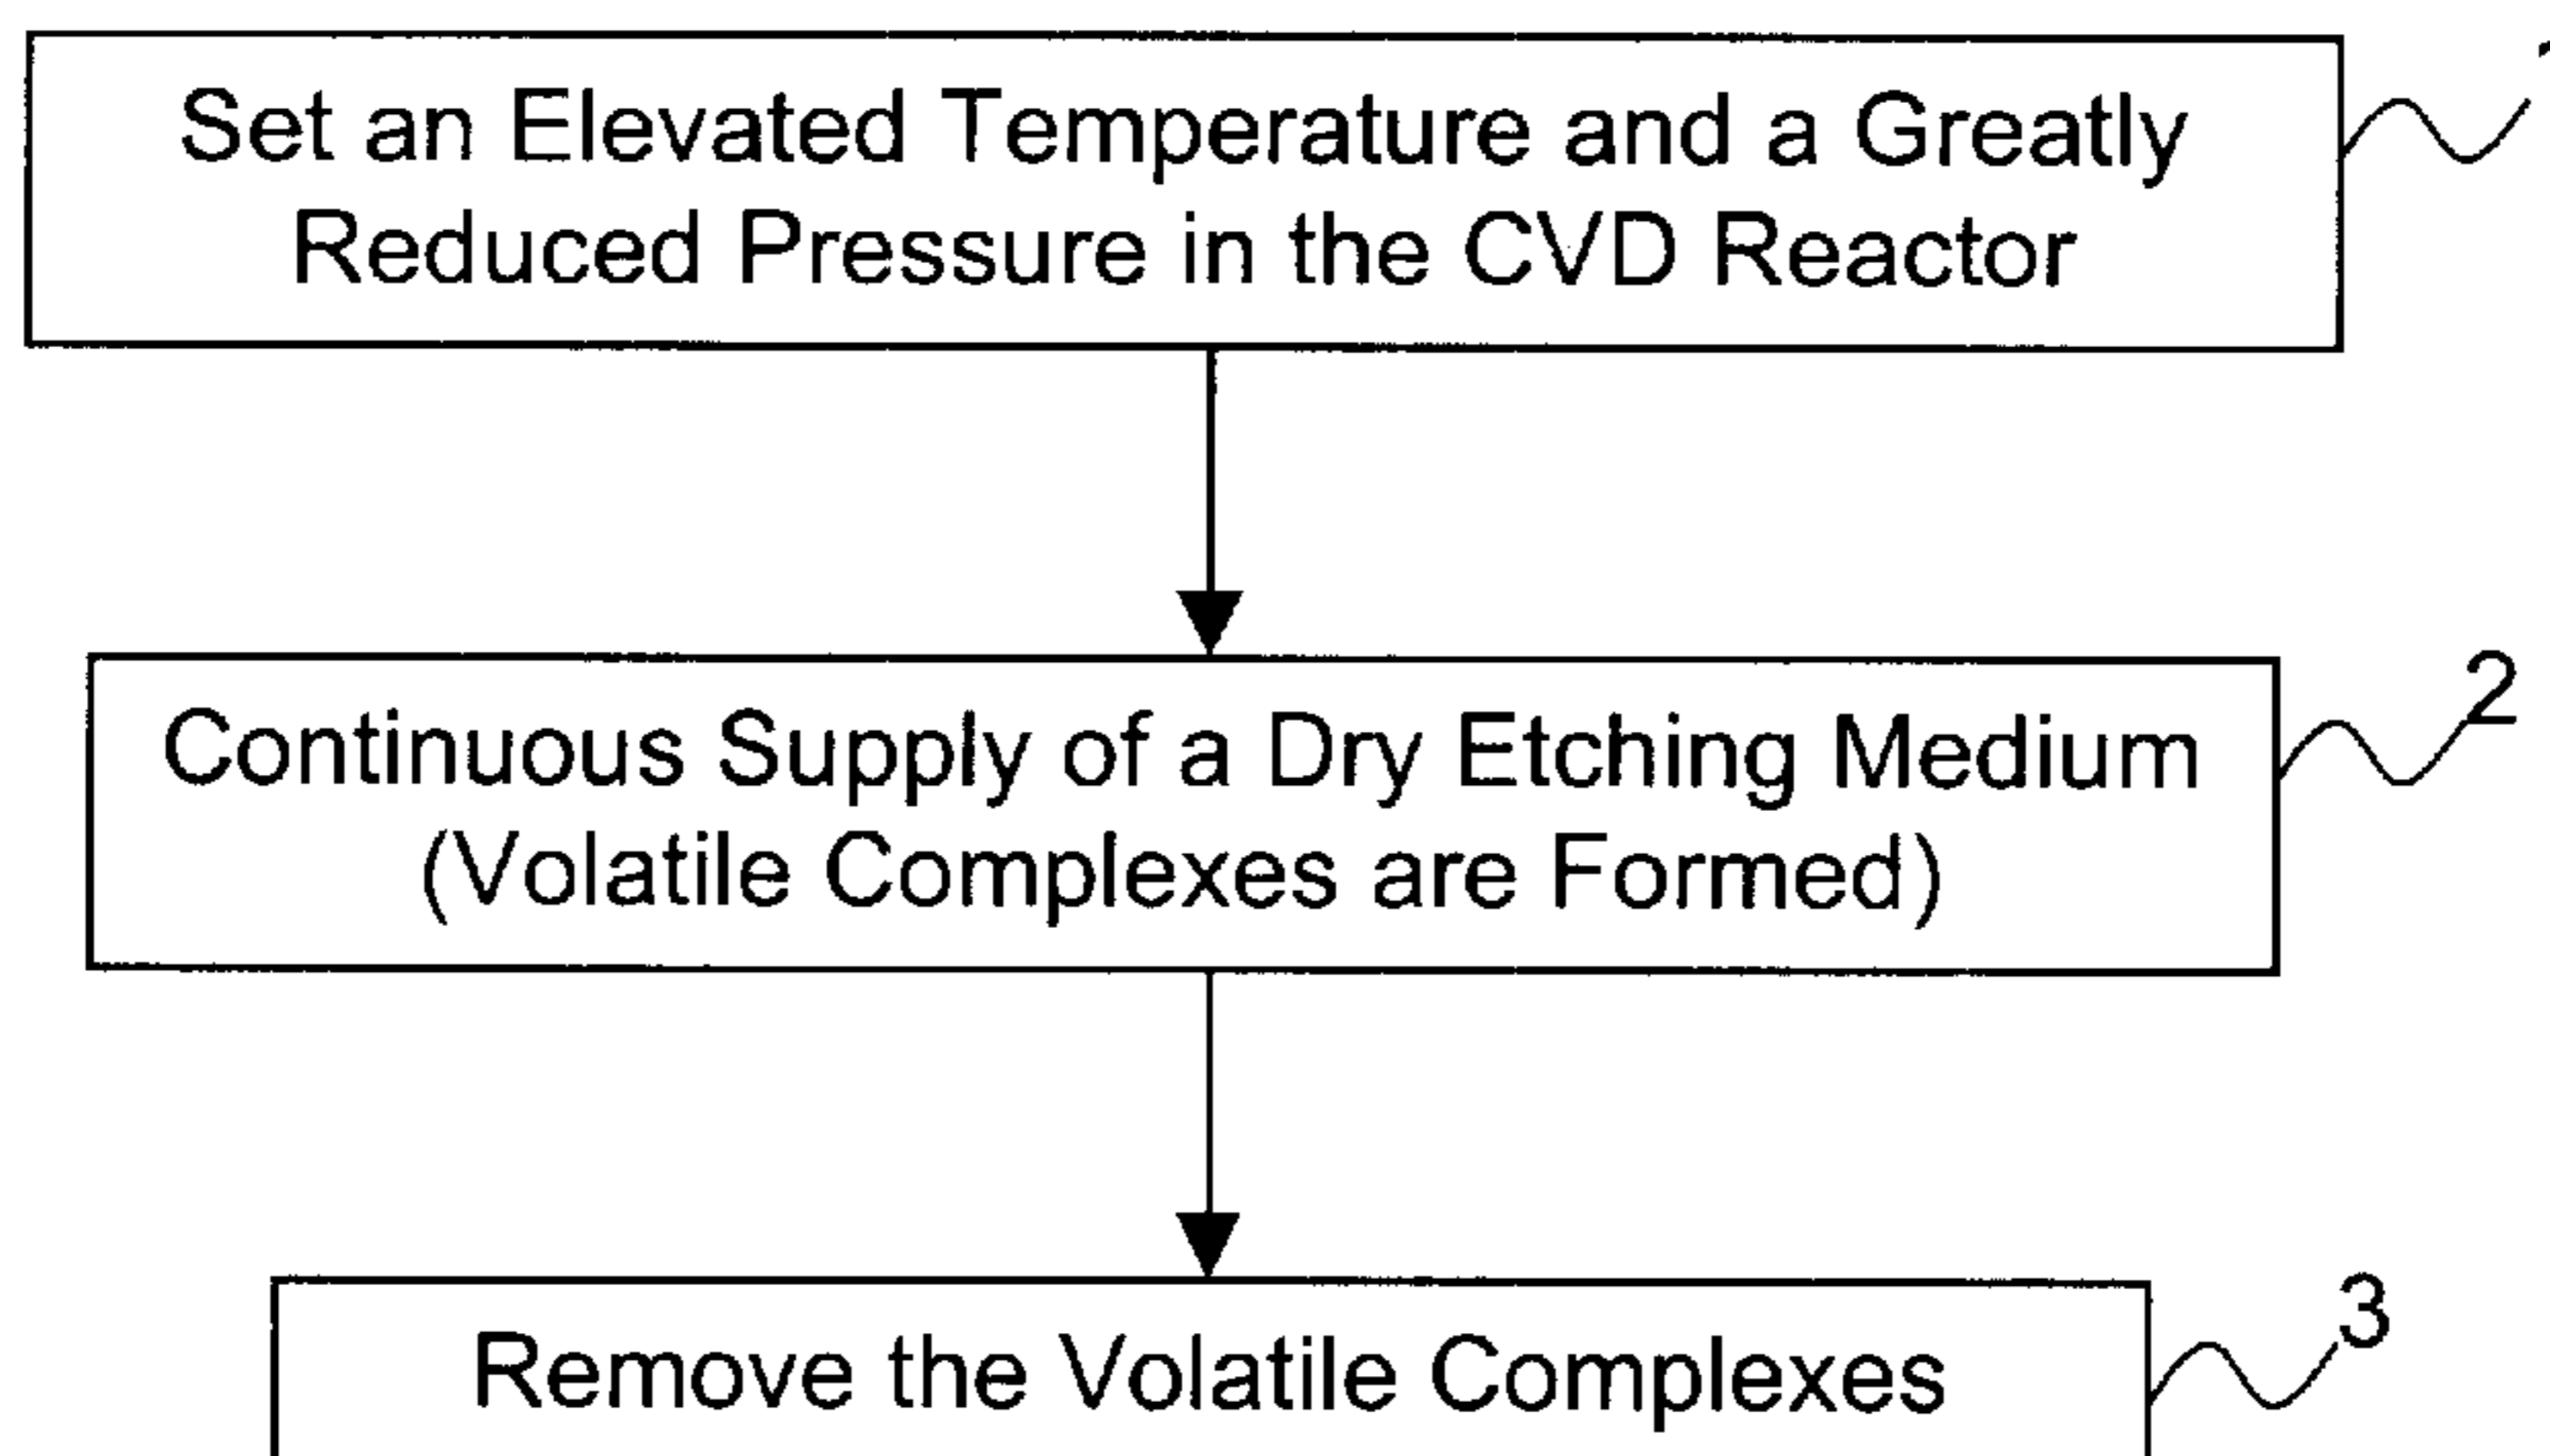 Set an Elevated Temperature and a Greatly
Reduced Pressure in the CVD Reactor
Continuous Supply of a Dry Etching Medium
2
(Volatile Complexes are Formed)
3
Remove the Volatile Complexes